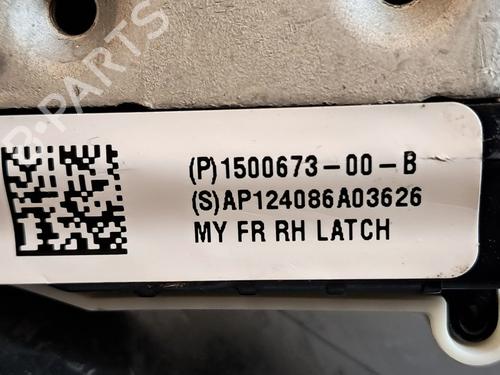 B-PARTS
(P)1500673-00-B
(S)AP124086A03626
MY FR RH LATCH